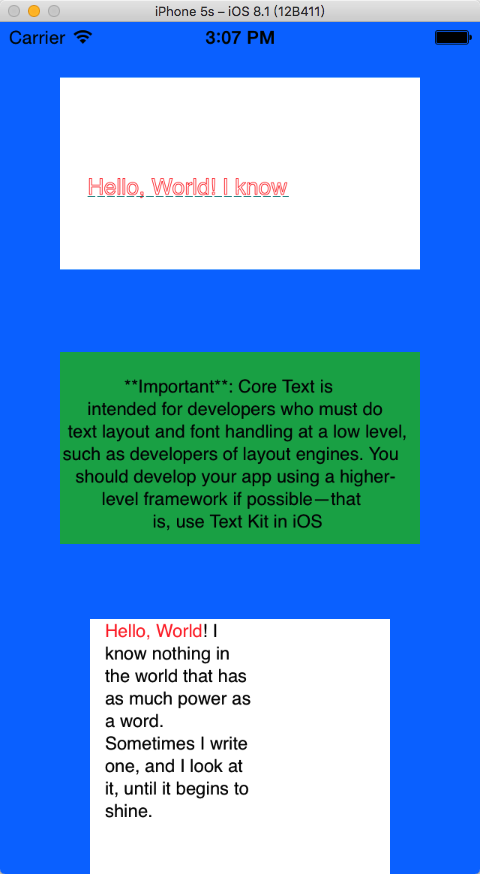 iPhone 5s – iOS 8.1 (12B411)
Carrier 3:07 PM
Hello, World! I know
**Important**: Core Text is
intended for developers who must do
text layout and font handling at a low level,
such as developers of layout engines. You
should develop your app using a higher-
level framework if possible—that
is, use Text Kit in iOS
Hello, World! I
know nothing in
the world that has
as much power as
a word.
Sometimes I write
one, and I look at
it, until it begins to
shine.